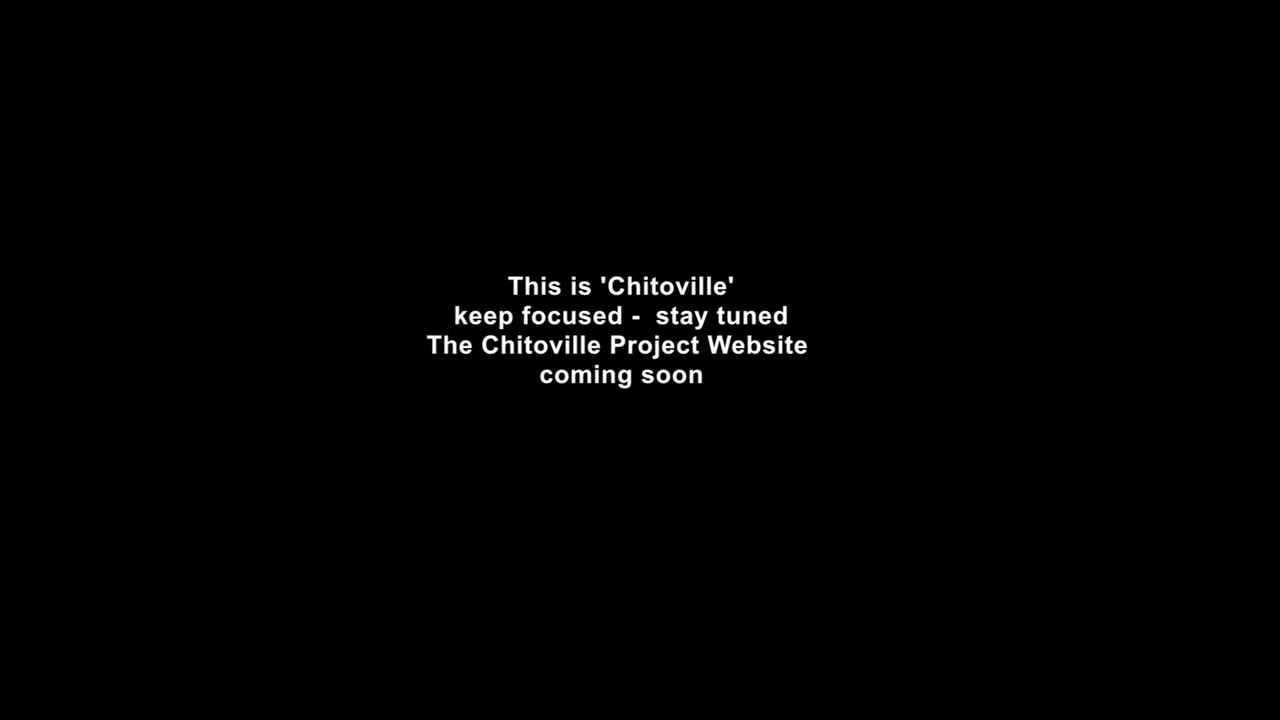 This is 'Chitoville'
keep focused -  stay tuned
The Chitoville Project Website
coming soon